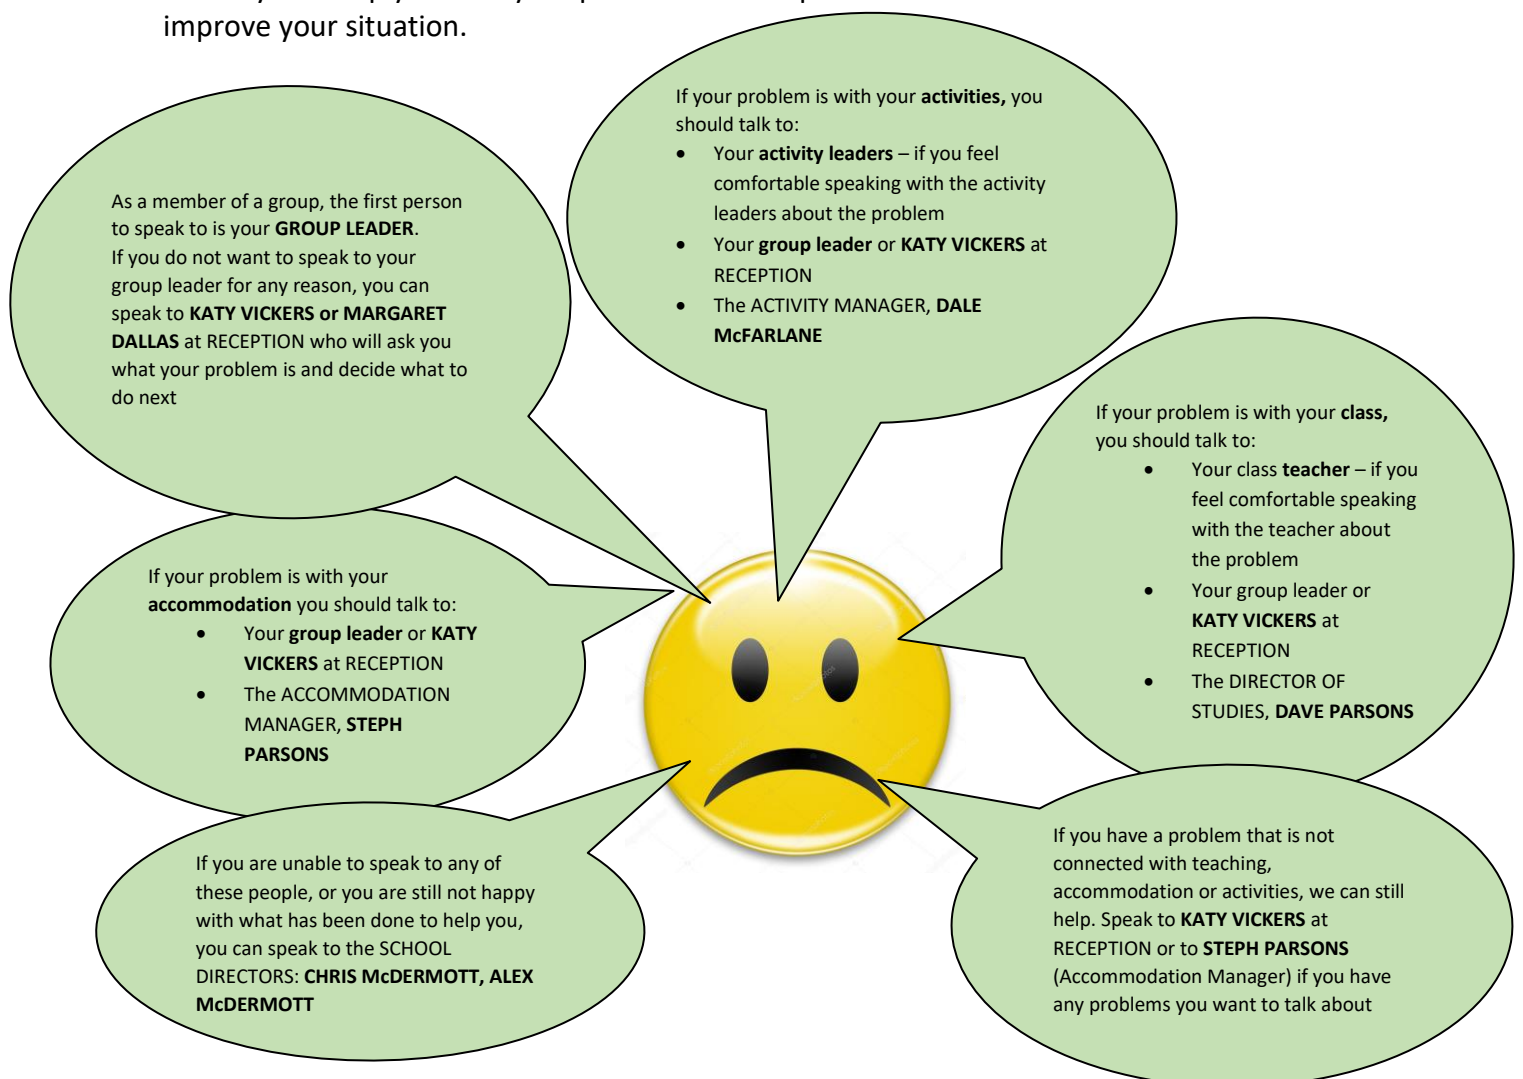 improve your situation.
As a member of a group, the first person
to speak to is your GROUP LEADER.
If you do not want to speak to your
group leader for any reason, you can
speak to KATY VICKERS or MARGARET
DALLAS at RECEPTION who will ask you
what your problem is and decide what to
do next
If your problem is with your activities, you
should talk to:
• Your activity leaders – if you feel
comfortable speaking with the activity
leaders about the problem
• Your group leader or KATY VICKERS at
RECEPTION
• The ACTIVITY MANAGER, DALE
McFARLANE
If your problem is with your class,
you should talk to:
• Your class teacher – if you
feel comfortable speaking
with the teacher about
the problem
• Your group leader or
KATY VICKERS at
RECEPTION
• The DIRECTOR OF
STUDIES, DAVE PARSONS
If your problem is with your
accommodation you should talk to:
• Your group leader or KATY
VICKERS at RECEPTION
• The ACCOMMODATION
MANAGER, STEPH
PARSONS
If you are unable to speak to any of
these people, or you are still not happy
with what has been done to help you,
you can speak to the SCHOOL
DIRECTORS: CHRIS McDERMOTT, ALEX
McDERMOTT
If you have a problem that is not
connected with teaching,
accommodation or activities, we can still
help. Speak to KATY VICKERS at
RECEPTION or to STEPH PARSONS
(Accommodation Manager) if you have
any problems you want to talk about